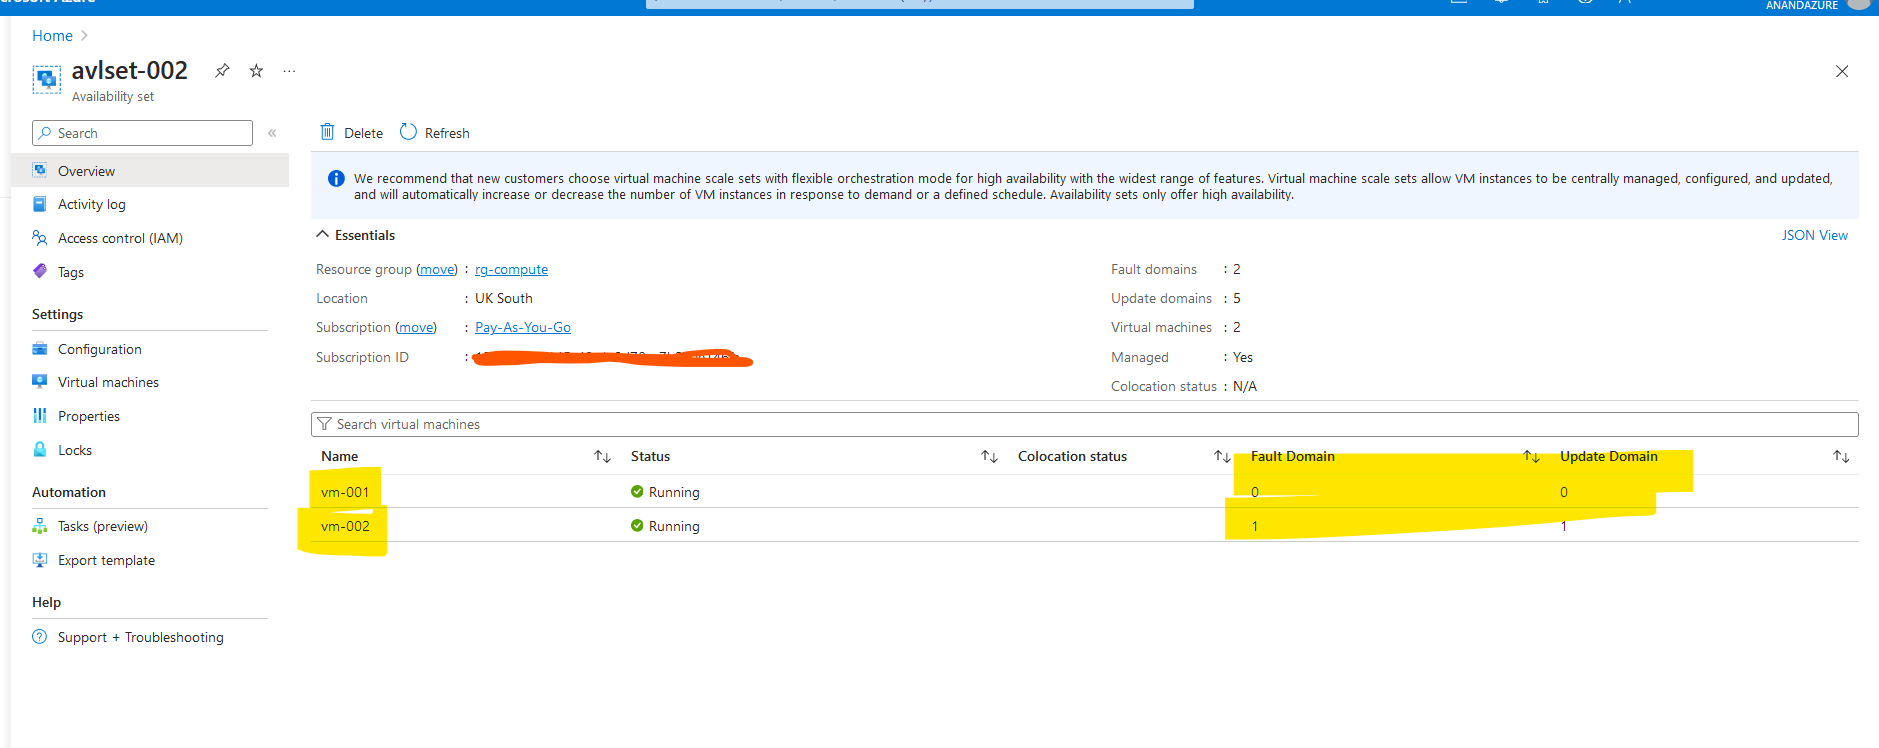 Microsoft Azure
ANANDAZURE
Home
avlset-002
Availability set
Search
Overview
Activity log
Access control (IAM)
Tags
Settings
Configuration
Virtual machines
Properties
Locks
Automation
Tasks (preview)
Export template
Help
Support + Troubleshooting
Delete Refresh
We recommend that new customers choose virtual machine scale sets with flexible orchestration mode for high availability with the widest range of features. Virtual machine scale sets allow VM instances to be centrally managed, configured, and updated,
and will automatically increase or decrease the number of VM instances in response to demand or a defined schedule. Availability sets only offer high availability.
Essentials
JSON View
Resource group (move) : rg-compute
Location : UK South
Subscription (move) : Pay-As-You-Go
Subscription ID :
Fault domains : 2
Update domains : 5
Virtual machines : 2
Managed : Yes
Colocation status : N/A
Search virtual machines
Name Status Colocation status Fault Domain Update Domain
vm-001 Running 0 0
vm-002 Running 1 1